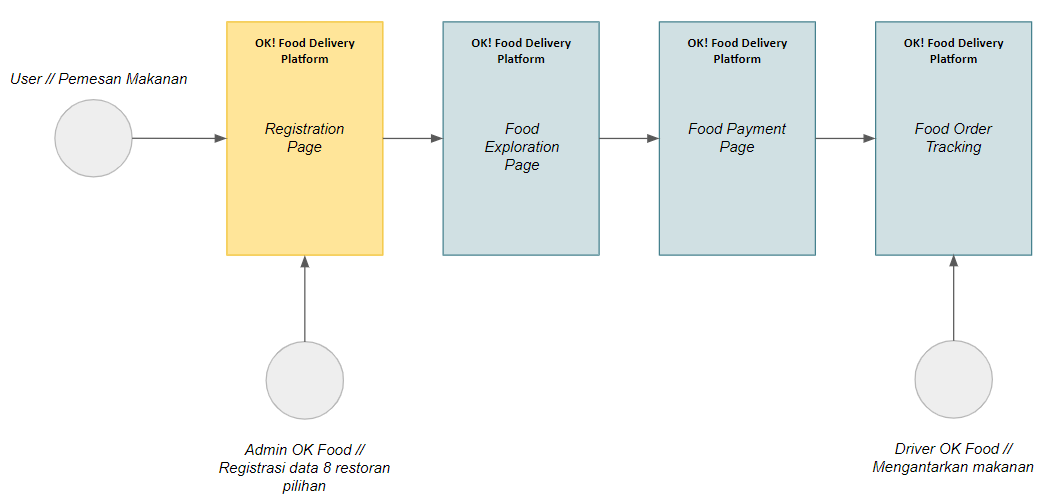 User // Pemesan Makanan
OK! Food Delivery
Platform
Registration
Page
OK! Food Delivery
Platform
Food
Exploration
Page
OK! Food Delivery
Platform
Food Payment
Page
OK! Food Delivery
Platform
Food Order
Tracking
Admin OK Food //
Registrasi data 8 restoran
pilihan
Driver OK Food //
Mengantarkan makanan